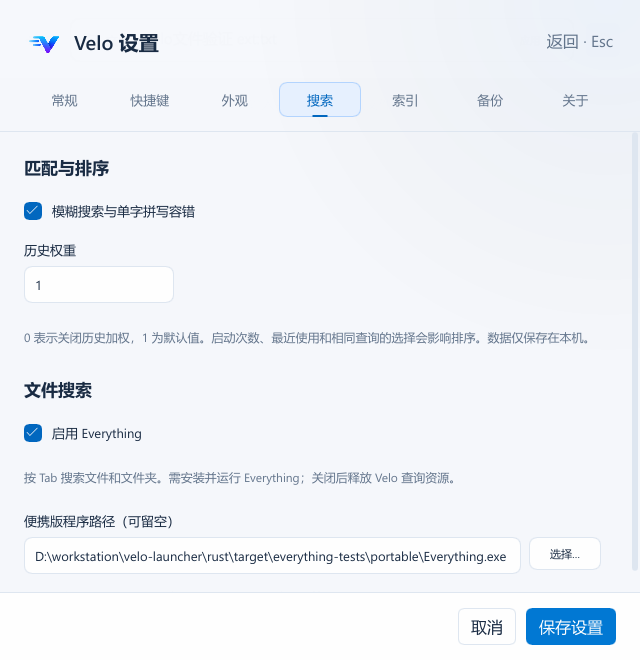 Velo 设置
返回 · Esc
常规 快捷键 外观 搜索 索引 备份 关于
匹配与排序
模糊搜索与单字拼写容错
历史权重
1
0 表示关闭历史加权，1 为默认值。启动次数、最近使用和相同查询的选择会影响排序。数据仅保存在本机。
文件搜索
启用 Everything
按 Tab 搜索文件和文件夹。需安装并运行 Everything；关闭后释放 Velo 查询资源。
便携版程序路径（可留空）
D:\workstation\velo-launcher\rust\target\everything-tests\portable\Everything.exe
选择...
取消
保存设置